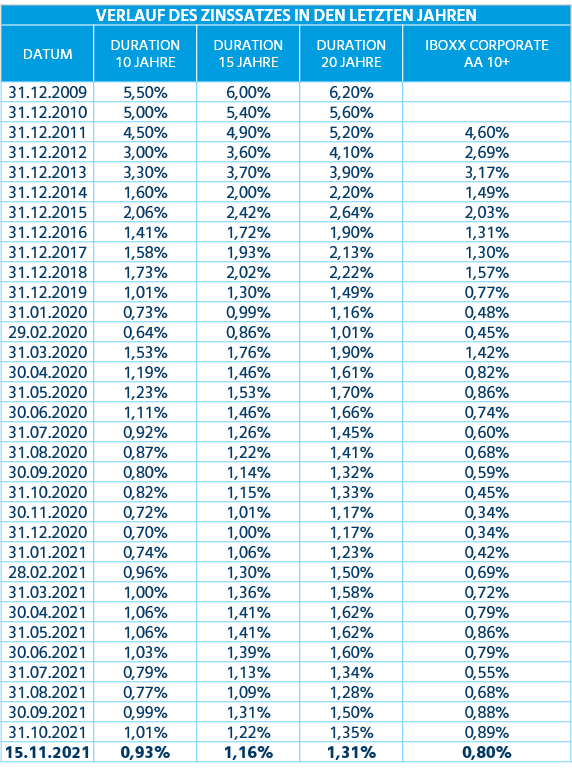 VERLAUF DES ZINSSATZES IN DEN LETZTEN JAHREN
DATUM DURATION 10 JAHRE DURATION 15 JAHRE DURATION 20 JAHRE IBOXX CORPORATE AA 10+
31.12.2009 5,50% 6,00% 6,20%
31.12.2010 5,00% 5,40% 5,60%
31.12.2011 4,50% 4,90% 5,20% 4,60%
31.12.2012 3,00% 3,60% 4,10% 2,69%
31.12.2013 3,30% 3,70% 3,90% 3,17%
31.12.2014 1,60% 2,00% 2,20% 1,49%
31.12.2015 2,06% 2,42% 2,64% 2,03%
31.12.2016 1,41% 1,72% 1,90% 1,31%
31.12.2017 1,58% 1,93% 2,13% 1,30%
31.12.2018 1,73% 2,02% 2,22% 1,57%
31.12.2019 1,01% 1,30% 1,49% 0,77%
31.01.2020 0,73% 0,99% 1,16% 0,48%
29.02.2020 0,64% 0,86% 1,01% 0,45%
31.03.2020 1,53% 1,76% 1,90% 1,42%
30.04.2020 1,19% 1,46% 1,61% 0,82%
31.05.2020 1,23% 1,53% 1,70% 0,86%
30.06.2020 1,11% 1,46% 1,66% 0,74%
31.07.2020 0,92% 1,26% 1,45% 0,60%
31.08.2020 0,87% 1,22% 1,41% 0,68%
30.09.2020 0,80% 1,14% 1,32% 0,59%
31.10.2020 0,82% 1,15% 1,33% 0,45%
30.11.2020 0,72% 1,01% 1,17% 0,34%
31.12.2020 0,70% 1,00% 1,17% 0,34%
31.01.2021 0,74% 1,06% 1,23% 0,42%
28.02.2021 0,96% 1,30% 1,50% 0,69%
31.03.2021 1,00% 1,36% 1,58% 0,72%
30.04.2021 1,06% 1,41% 1,62% 0,79%
31.05.2021 1,06% 1,41% 1,62% 0,86%
30.06.2021 1,03% 1,39% 1,60% 0,79%
31.07.2021 0,79% 1,13% 1,34% 0,55%
31.08.2021 0,77% 1,09% 1,28% 0,68%
30.09.2021 0,99% 1,31% 1,50% 0,88%
31.10.2021 1,01% 1,22% 1,35% 0,89%
15.11.2021 0,93% 1,16% 1,31% 0,80%